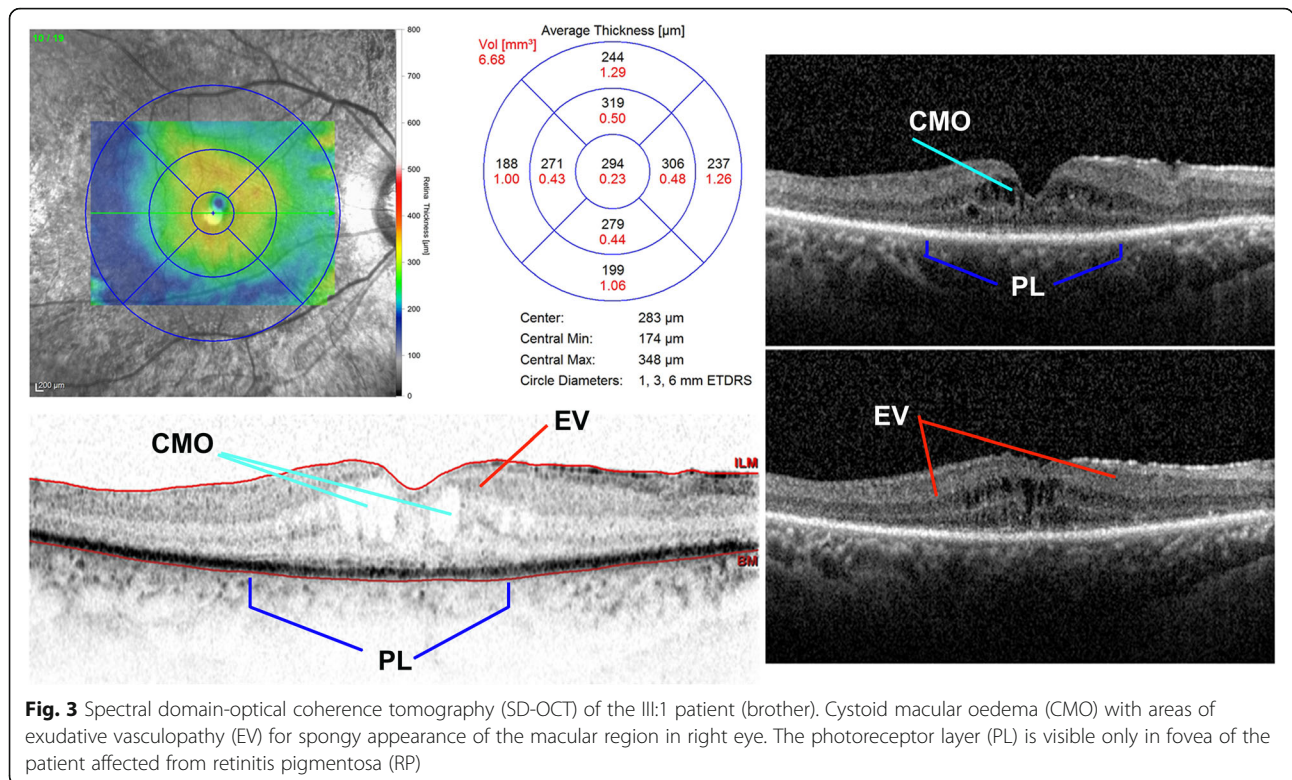 10 / 19
800
700
600
500
400
300
200
100
0
Retina Thickness [µm]
200 µm
Average Thickness [µm]
Vol [mm³]
6.68
244
1.29
319
0.50
188 271 294 306 237
1.00 0.43 0.23 0.48 1.26
279
0.44
199
1.06
Center: 283 µm
Central Min: 174 µm
Central Max: 348 µm
Circle Diameters: 1, 3, 6 mm ETDRS
CMO
PL
CMO
EV
ILM
BM
PL
EV
Fig. 3 Spectral domain-optical coherence tomography (SD-OCT) of the III:1 patient (brother). Cystoid macular oedema (CMO) with areas of
exudative vasculopathy (EV) for spongy appearance of the macular region in right eye. The photoreceptor layer (PL) is visible only in fovea of the
patient affected from retinitis pigmentosa (RP)